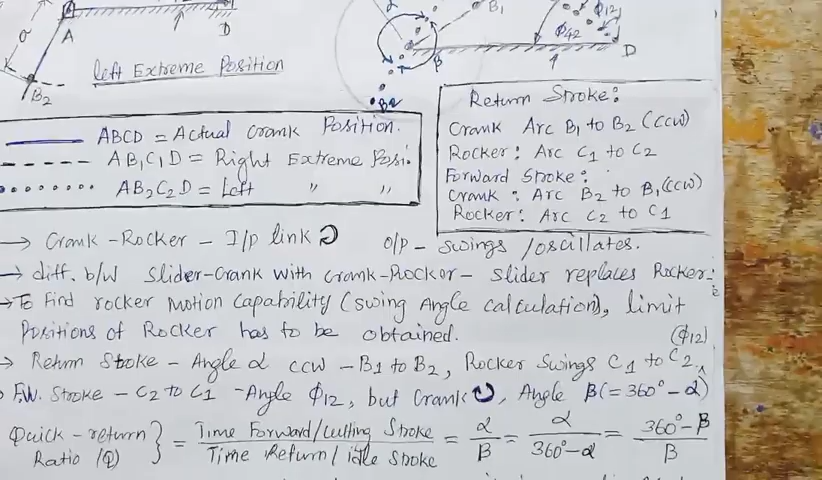 a
A
D
B2
left Extreme Position
B1
α
β
Φ12
Φ42
D
B2
ABCD = Actual Crank Position.
AB1C1D = Right Extreme Posi.
AB2C2D = Left " "
Return Stroke:
Crank Arc B1 to B2 (CCW)
Rocker: Arc C1 to C2
Forward Stroke:
Crank : Arc B2 to B1 (CCW)
Rocker: Arc C2 to C1
→ Crank-Rocker - I/p link o/p - swings/oscillates.
→ diff. b/w Slider-Crank with Crank-Rocker - slider replaces Rocker.
→ To Find rocker motion Capability (swing Angle calculation), limit
Positions of Rocker has to be obtained. (Φ12)
→ Return Stroke - Angle α CCW - B1 to B2, Rocker Swings C1 to C2 ^
F.W. Stroke - C2 to C1 - Angle Φ12, but Crank, Angle β (= 360° - α)
Quick-return Ratio (Q) } = Time Forward/Cutting Stroke / Time Return/Idle Stroke = α/β = α/360°-α = 360°-β/β